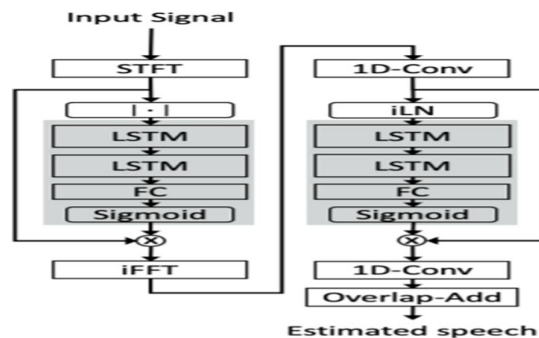 Input Signal
STFT
| · |
LSTM
LSTM
FC
Sigmoid
×
iFFT
1D-Conv
iLN
LSTM
LSTM
FC
Sigmoid
×
1D-Conv
Overlap-Add
Estimated speech